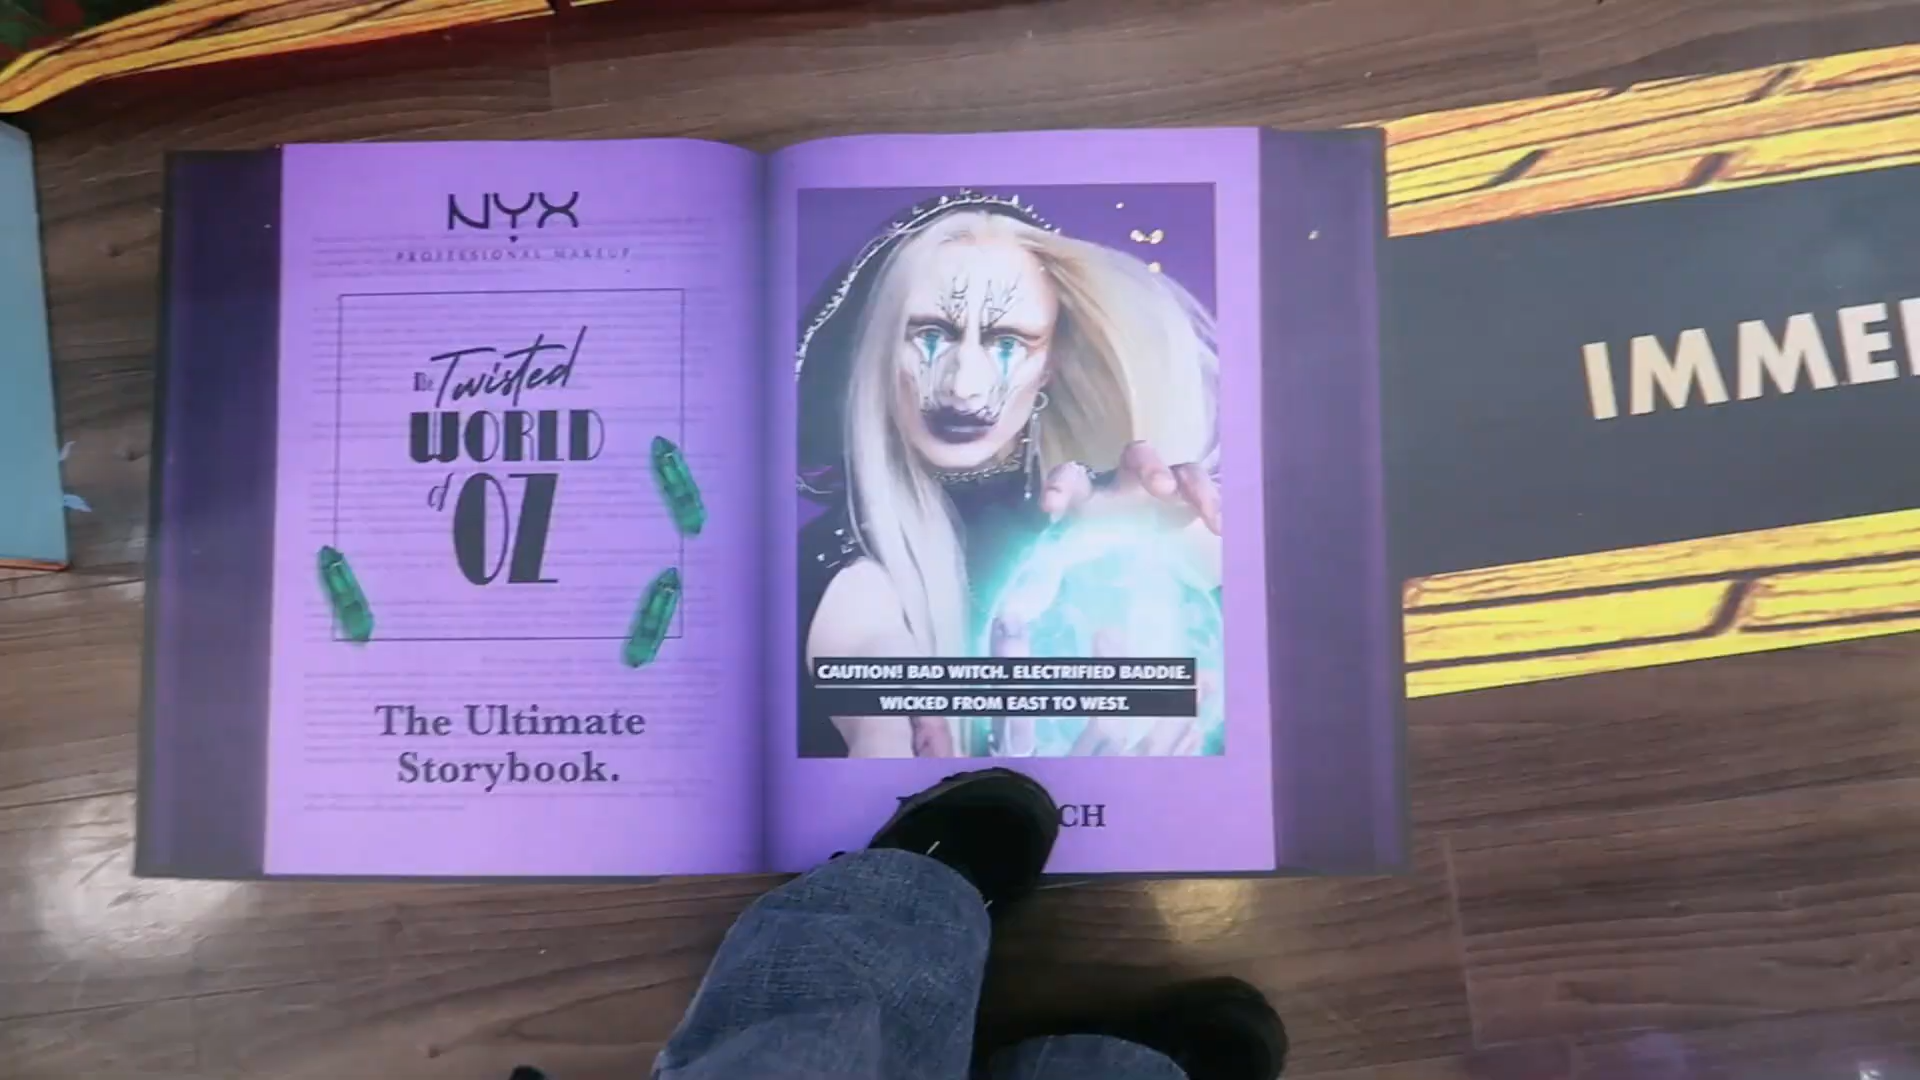 NYX
PROFESSIONAL MAKEUP
The Twisted
WORLD
of OZ
The Ultimate
Storybook.
CAUTION! BAD WITCH. ELECTRIFIED BADDIE.
WICKED FROM EAST TO WEST.
CH
IMME